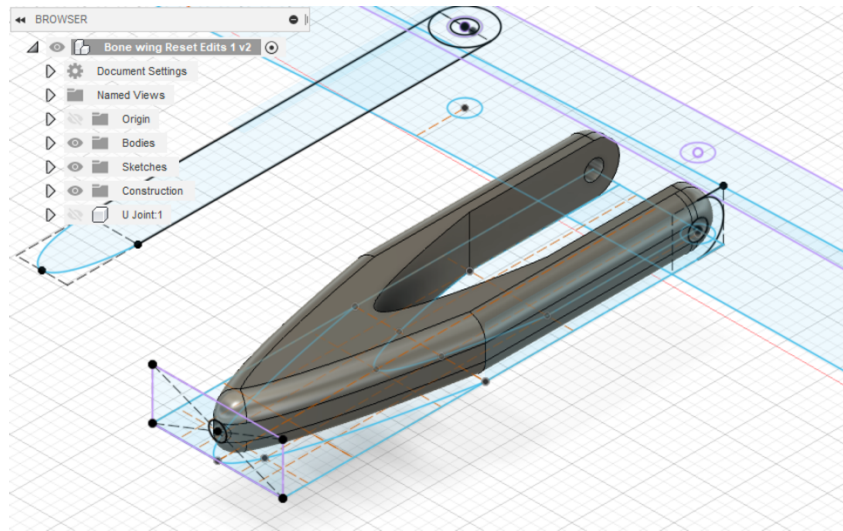 BROWSER
Bone wing Reset Edits 1 v2
Document Settings
Named Views
Origin
Bodies
Sketches
Construction
U Joint:1